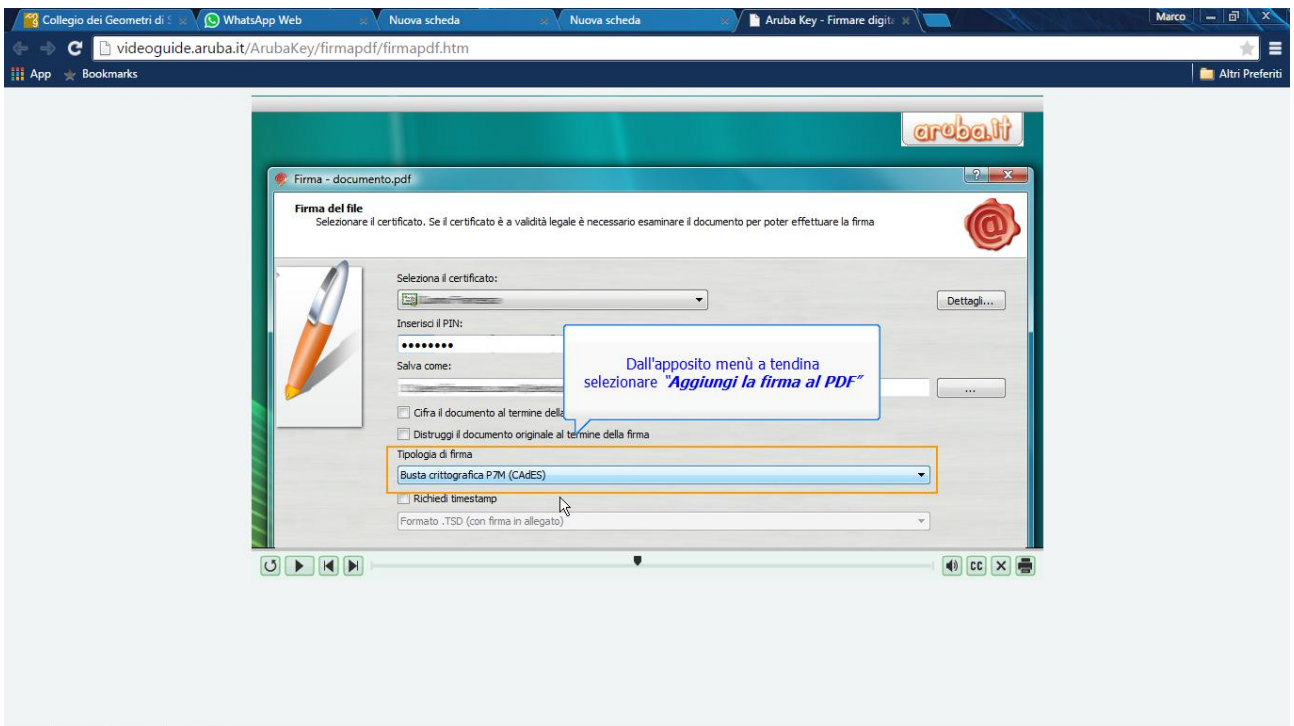 Collegio dei Geometri di S
WhatsApp Web
Nuova scheda
Nuova scheda
Aruba Key - Firmare digita
Marco
videoguide.aruba.it/ArubaKey/firmapdf/firmapdf.htm
App
Bookmarks
Altri Preferiti
aruba.it
Firma - documento.pdf
Firma del file
Selezionare il certificato. Se il certificato è a validità legale è necessario esaminare il documento per poter effettuare la firma
Seleziona il certificato:
Dettagli...
Inserisci il PIN:
Dall'apposito menù a tendina
selezionare "Aggiungi la firma al PDF"
Salva come:
...
Cifra il documento al termine della
Distruggi il documento originale al termine della firma
Tipologia di firma
Busta crittografica P7M (CAdES)
Richiedi timestamp
Formato .TSD (con firma in allegato)
CC